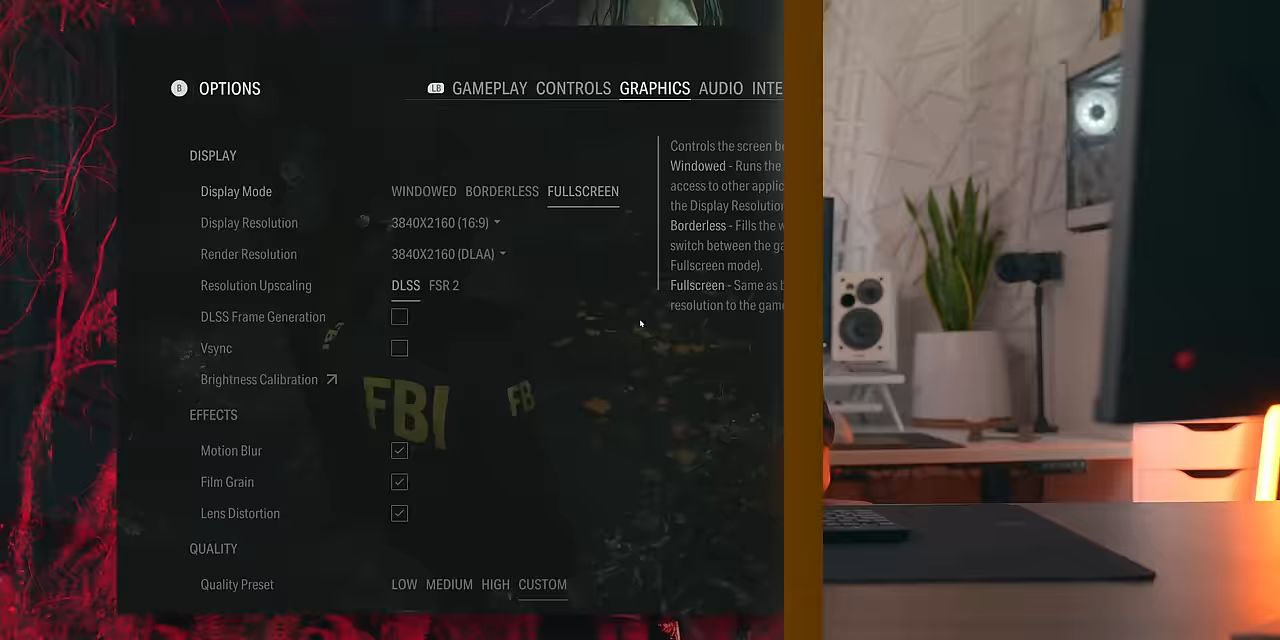 B OPTIONS
LB GAMEPLAY CONTROLS GRAPHICS AUDIO INTE
DISPLAY
Display Mode WINDOWED BORDERLESS FULLSCREEN
Display Resolution 3840X2160 (16:9)
Render Resolution 3840X2160 (DLAA)
Resolution Upscaling DLSS FSR 2
DLSS Frame Generation
Vsync
Brightness Calibration
EFFECTS
Motion Blur
Film Grain
Lens Distortion
QUALITY
Quality Preset LOW MEDIUM HIGH CUSTOM
Controls the screen be
Windowed - Runs the
access to other applic
the Display Resolution
Borderless - Fills the w
switch between the ga
Fullscreen mode).
Fullscreen - Same as b
resolution to the game
FBI
FB